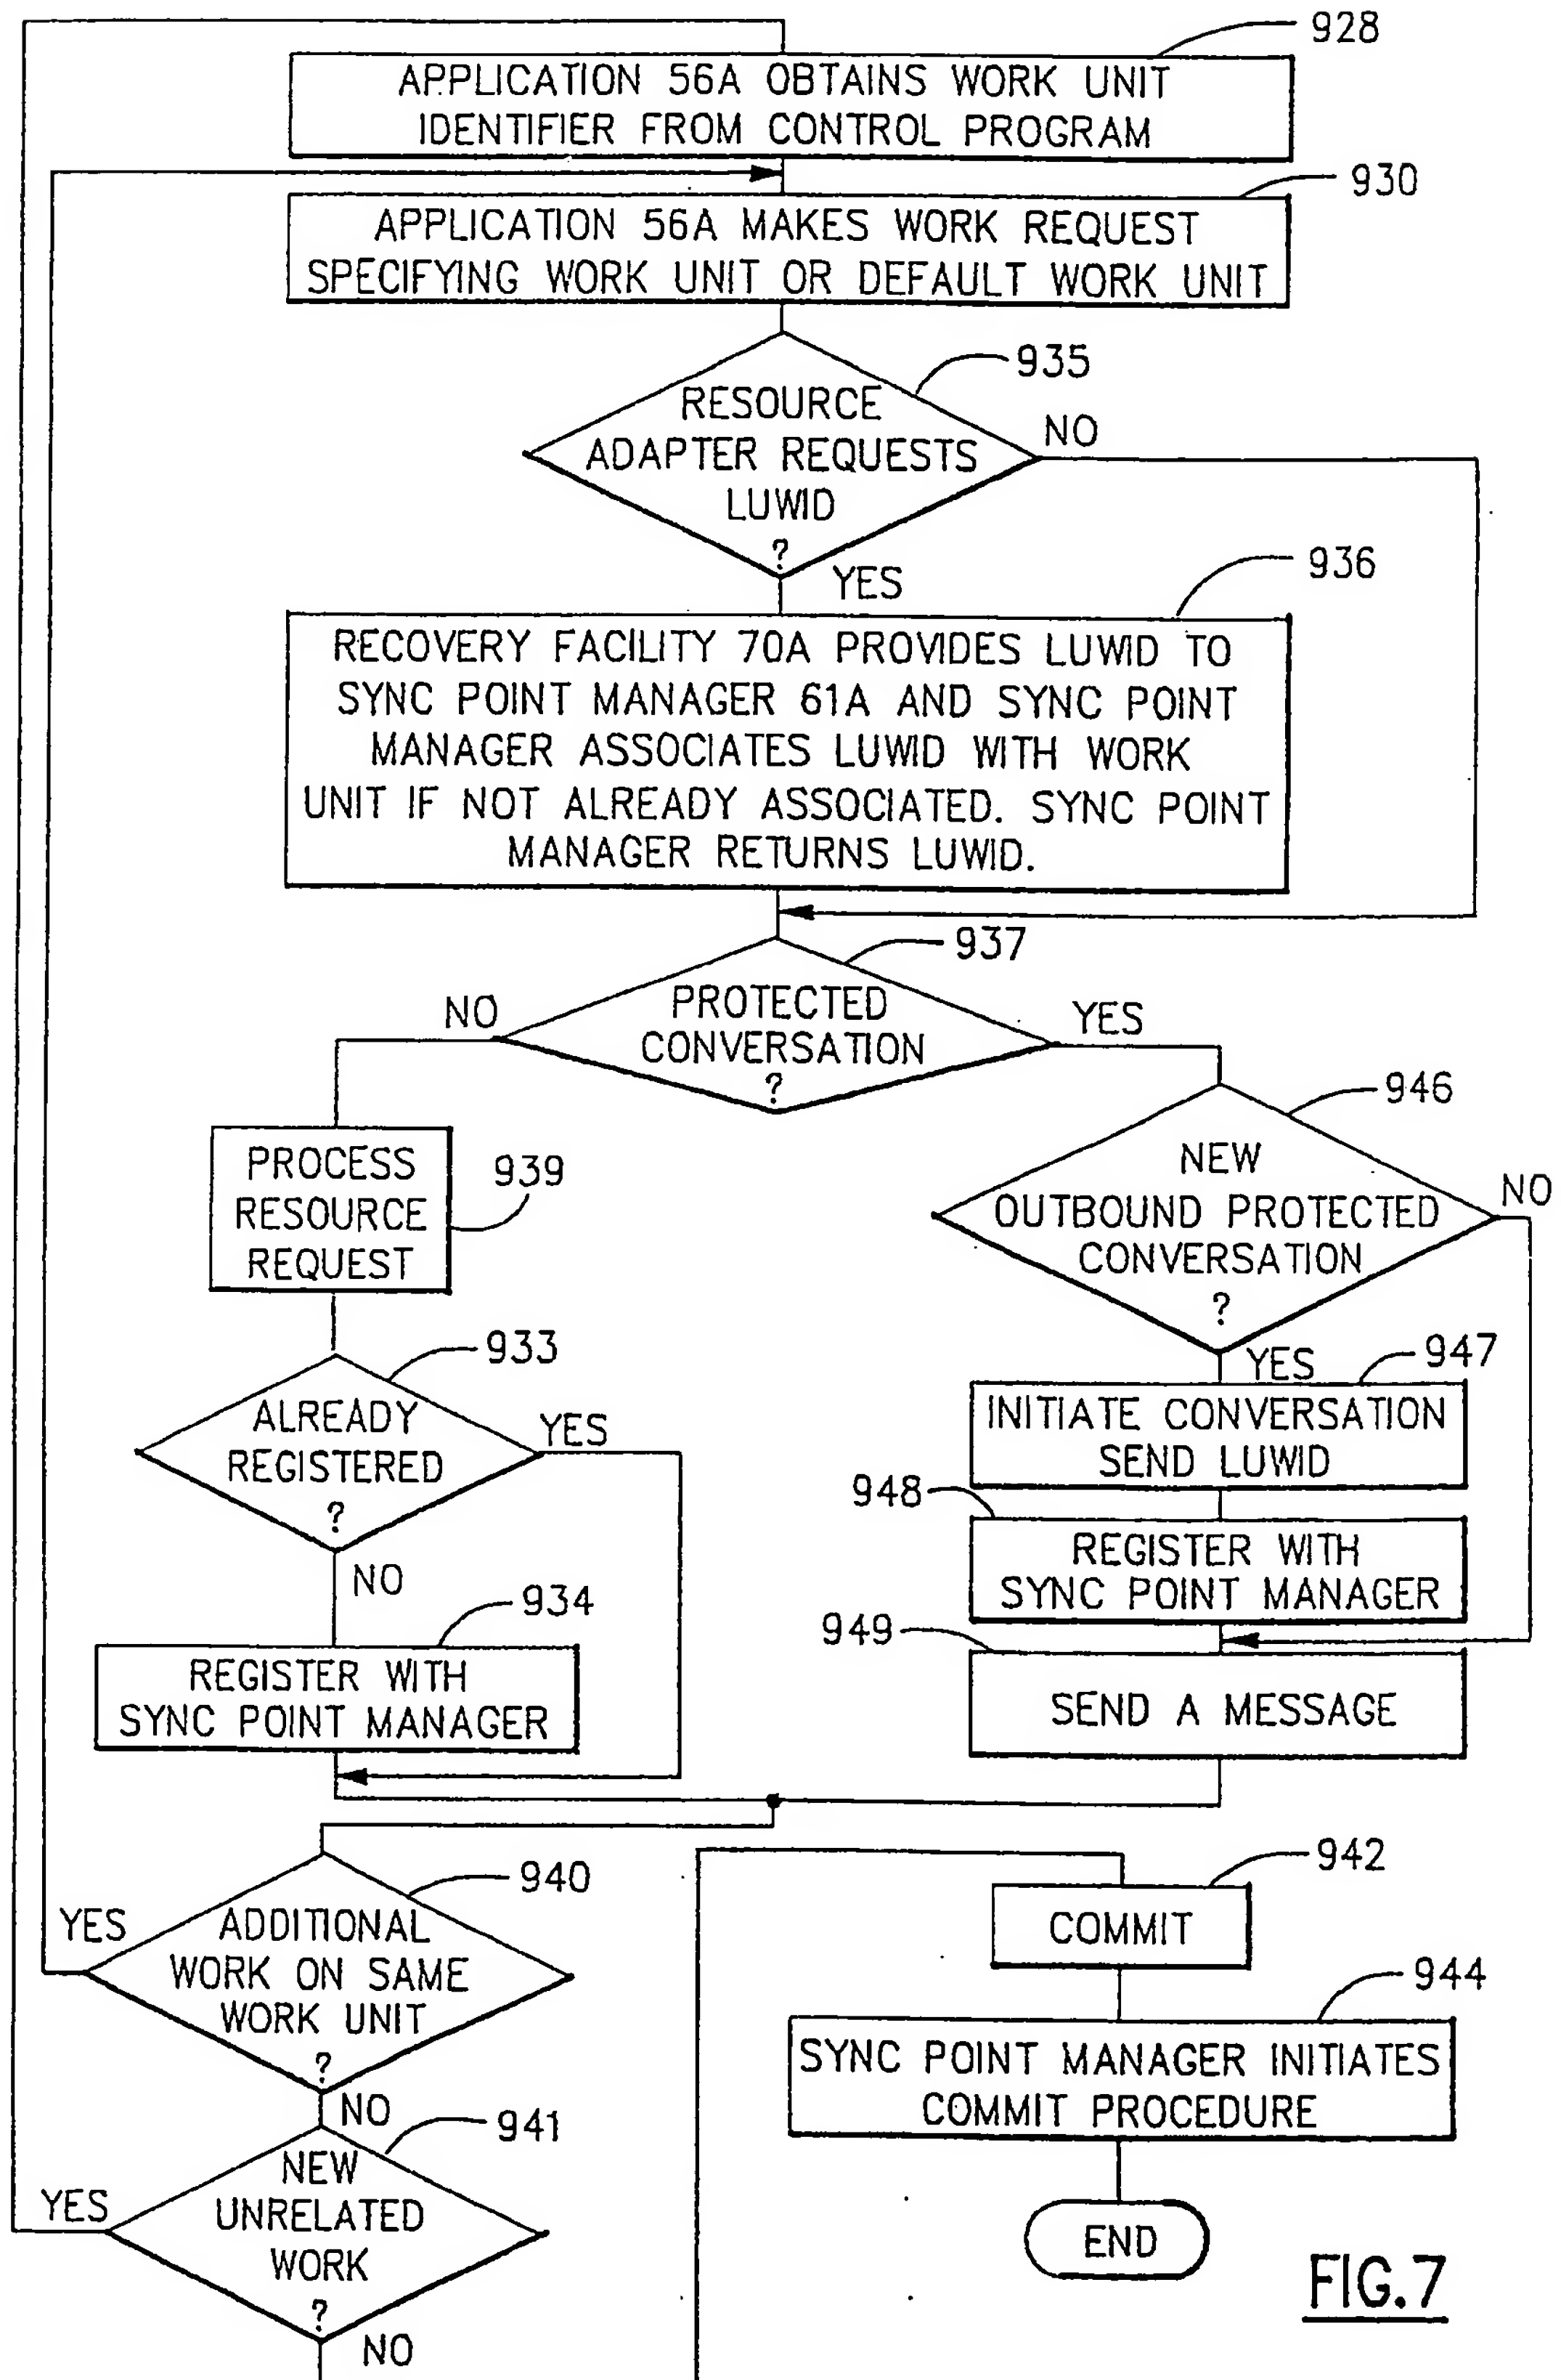 928
APPLICATION 56A OBTAINS WORK UNIT
IDENTIFIER FROM CONTROL PROGRAM
930
APPLICATION 56A MAKES WORK REQUEST
SPECIFYING WORK UNIT OR DEFAULT WORK UNIT
935
RESOURCE
ADAPTER REQUESTS
LUWID
?
NO
YES
936
RECOVERY FACILITY 70A PROVIDES LUWID TO
SYNC POINT MANAGER 61A AND SYNC POINT
MANAGER ASSOCIATES LUWID WITH WORK
UNIT IF NOT ALREADY ASSOCIATED. SYNC POINT
MANAGER RETURNS LUWID.
937
PROTECTED
CONVERSATION
?
NO
YES
PROCESS
RESOURCE
REQUEST
939
933
ALREADY
REGISTERED
?
YES
NO
934
REGISTER WITH
SYNC POINT MANAGER
946
NEW
OUTBOUND PROTECTED
CONVERSATION
?
NO
YES
947
INITIATE CONVERSATION
SEND LUWID
948
REGISTER WITH
SYNC POINT MANAGER
949
SEND A MESSAGE
940
ADDITIONAL
WORK ON SAME
WORK UNIT
?
YES
NO
941
NEW
UNRELATED
WORK
?
YES
NO
942
COMMIT
944
SYNC POINT MANAGER INITIATES
COMMIT PROCEDURE
END
FIG.7